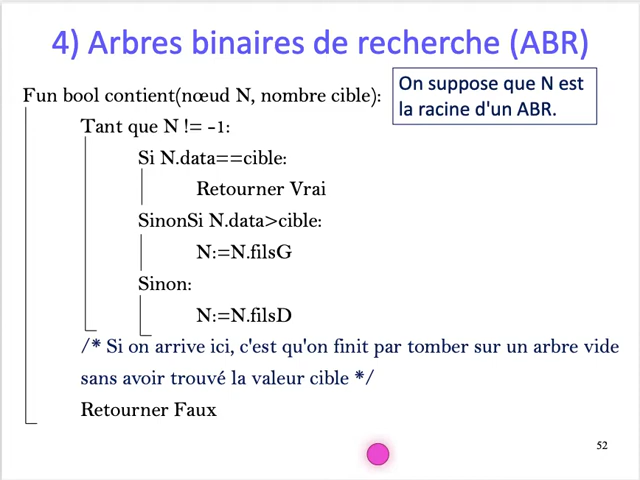 4) Arbres binaires de recherche (ABR)
Fun bool contient(nœud N, nombre cible):
On suppose que N est
la racine d'un ABR.
Tant que N != -1:
Si N.data==cible:
Retourner Vrai
SinonSi N.data>cible:
N:=N.filsG
Sinon:
N:=N.filsD
/* Si on arrive ici, c'est qu'on finit par tomber sur un arbre vide
sans avoir trouvé la valeur cible */
Retourner Faux
52